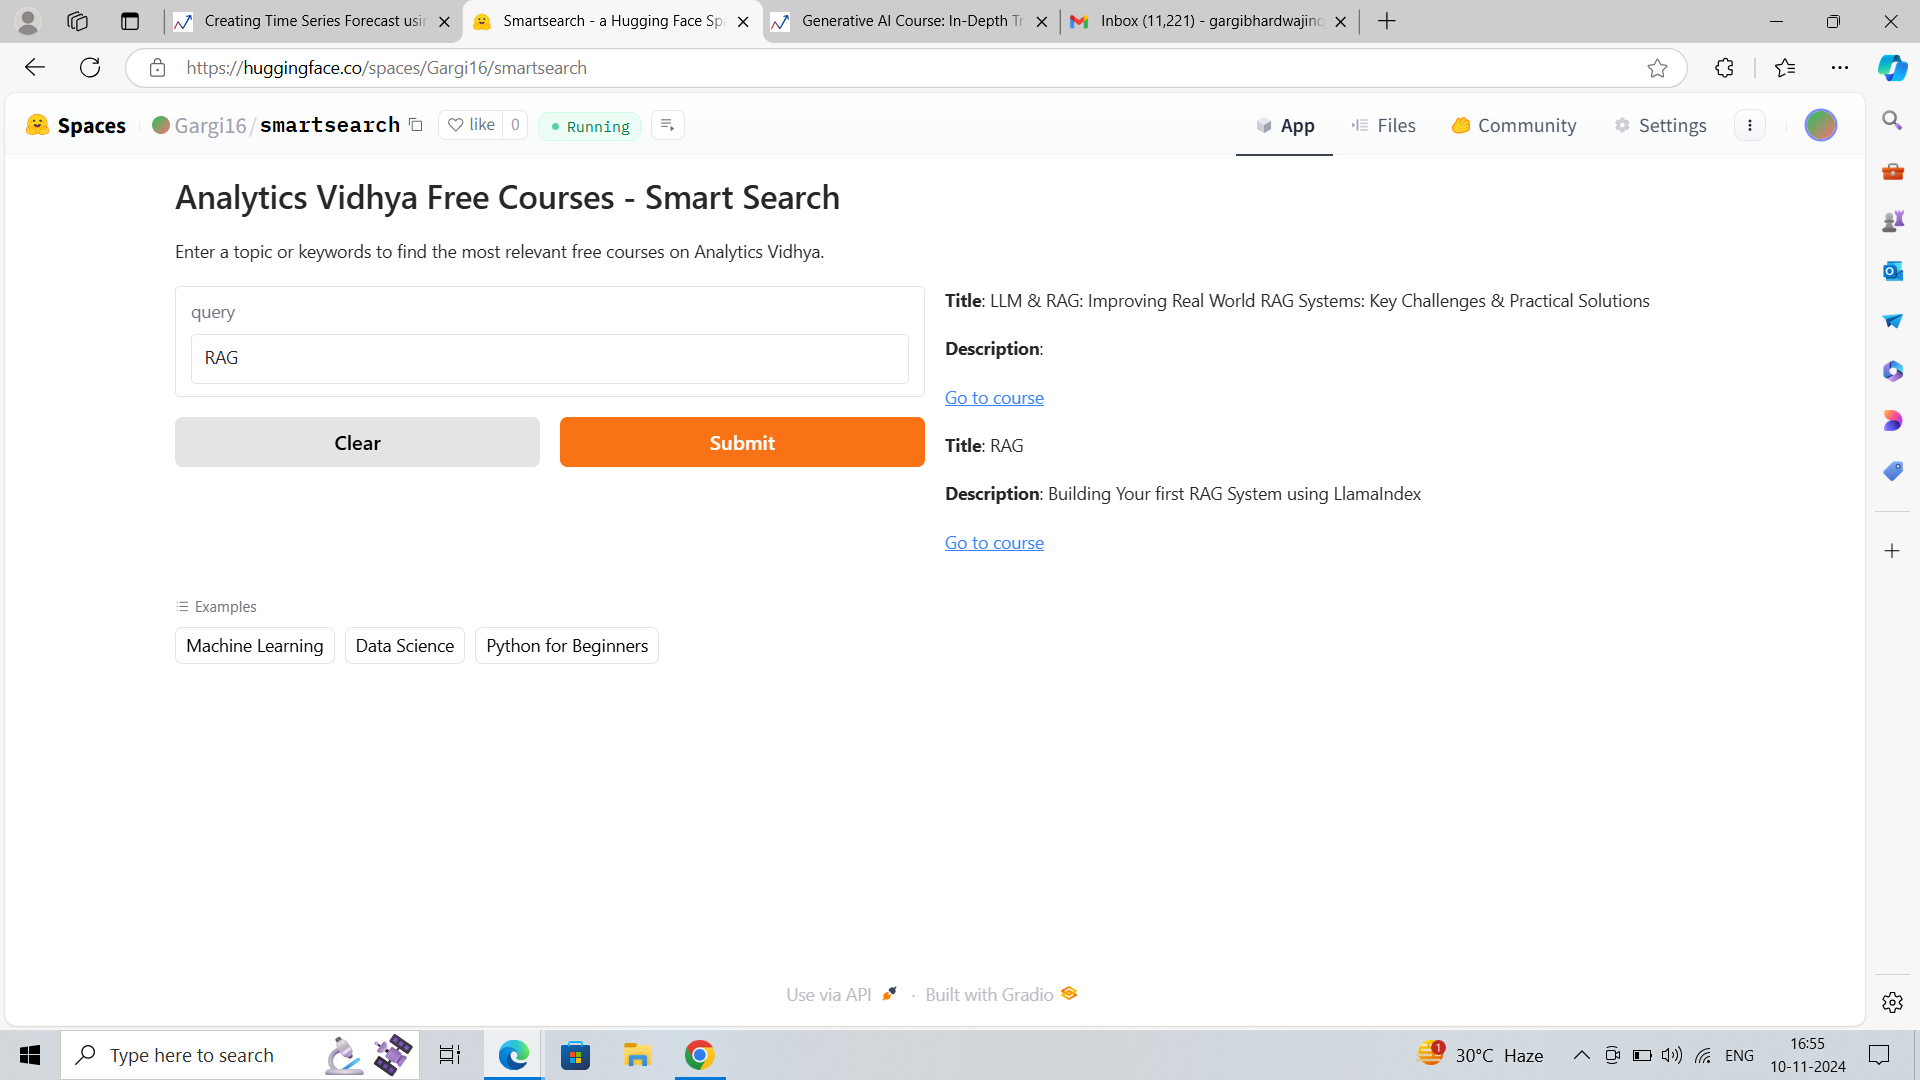 Creating Time Series Forecast usin
Smartsearch - a Hugging Face Spa
Generative AI Course: In-Depth Tr
Inbox (11,221) - gargibhardwajinq
https://huggingface.co/spaces/Gargi16/smartsearch
Spaces
Gargi16/smartsearch
like 0
Running
App
Files
Community
Settings
Analytics Vidhya Free Courses - Smart Search
Enter a topic or keywords to find the most relevant free courses on Analytics Vidhya.
query
RAG
Clear
Submit
Title: LLM & RAG: Improving Real World RAG Systems: Key Challenges & Practical Solutions
Description:
Go to course
Title: RAG
Description: Building Your first RAG System using LlamaIndex
Go to course
Examples
Machine Learning
Data Science
Python for Beginners
Use via API · Built with Gradio
Type here to search
1
30°C Haze
ENG
16:55
10-11-2024